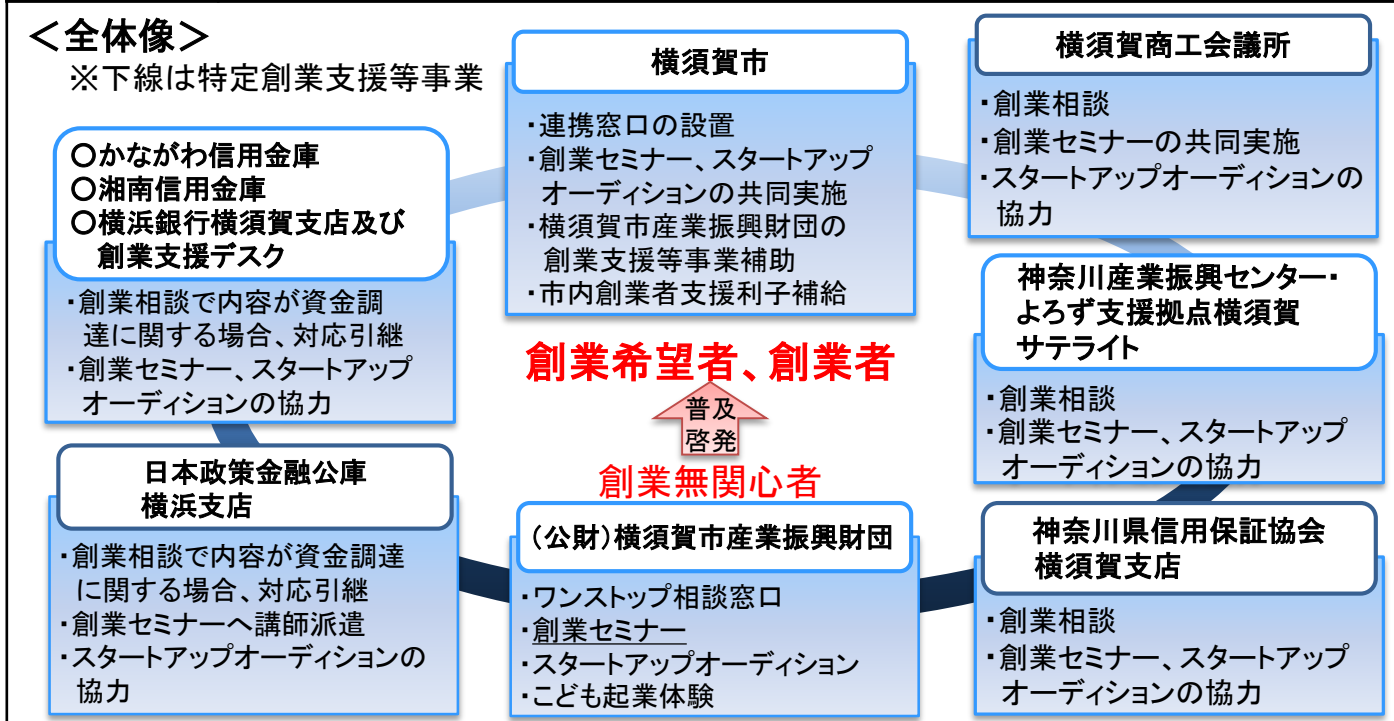 <全体像>
※下線は特定創業支援等事業
横須賀市
・連携窓口の設置
・創業セミナー、スタートアップ
オーディションの共同実施
・横須賀市産業振興財団の
創業支援等事業補助
・市内創業者支援利子補給
横須賀商工会議所
・創業相談
・創業セミナーの共同実施
・スタートアップオーディションの
協力
〇かながわ信用金庫
〇湘南信用金庫
〇横浜銀行横須賀支店及び
創業支援デスク
・創業相談で内容が資金調
達に関する場合、対応引継
・創業セミナー、スタートアップ
オーディションの協力
神奈川産業振興センター・
よろず支援拠点横須賀
サテライト
・創業相談
・創業セミナー、スタートアップ
オーディションの協力
創業希望者、創業者
普及
啓発
創業無関心者
日本政策金融公庫
横浜支店
・創業相談で内容が資金調達
に関する場合、対応引継
・創業セミナーへ講師派遣
・スタートアップオーディションの
協力
(公財)横須賀市産業振興財団
・ワンストップ相談窓口
・創業セミナー
・スタートアップオーディション
・こども起業体験
神奈川県信用保証協会
横須賀支店
・創業相談
・創業セミナー、スタートアップ
オーディションの協力